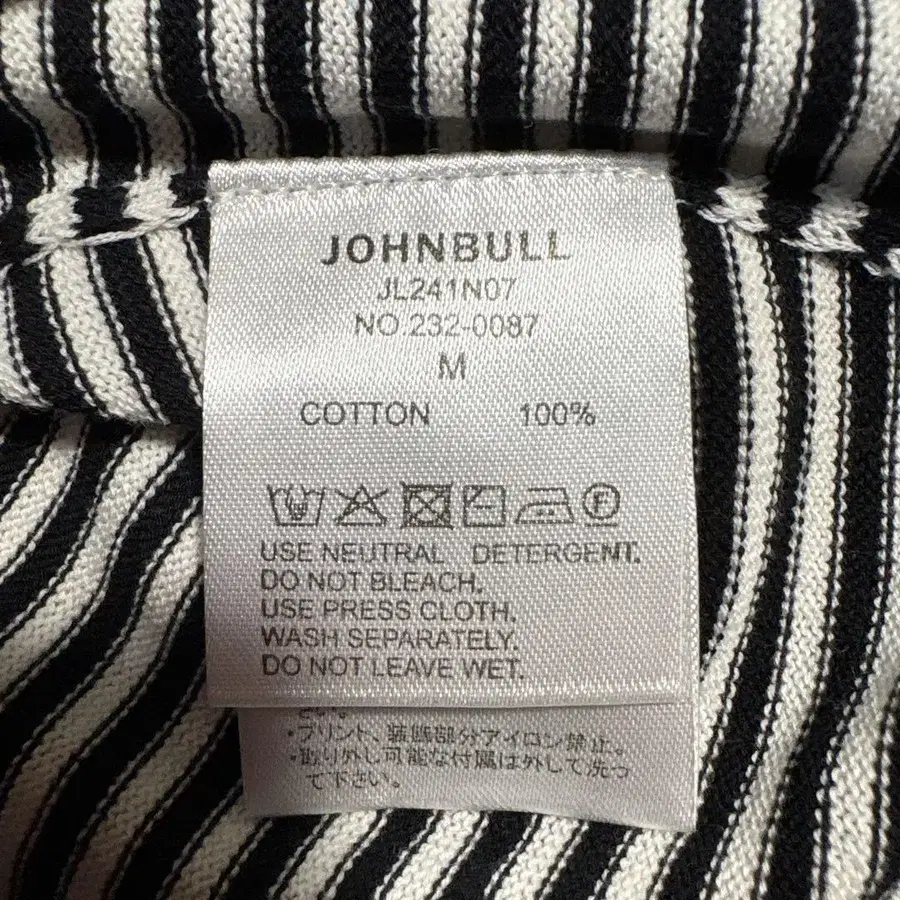 JOHNBULL
JL241N07
NO.232-0087
M
COTTON 100%
F
USE NEUTRAL DETERGENT.
DO NOT BLEACH.
USE PRESS CLOTH.
WASH SEPARATELY.
DO NOT LEAVE WET.
さい。
・プリント、装飾部分アイロン禁止。
・取り外し可能な付属は外して洗っ
て下さい。